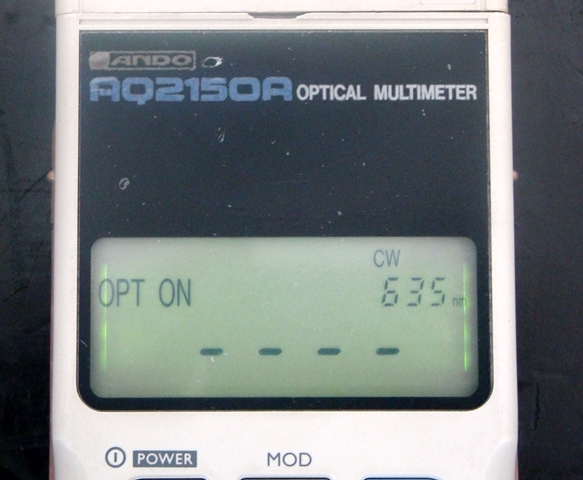 ANDO
AQ2150A OPTICAL MULTIMETER
CW
OPT ON 635 nm
- - - -
POWER MOD